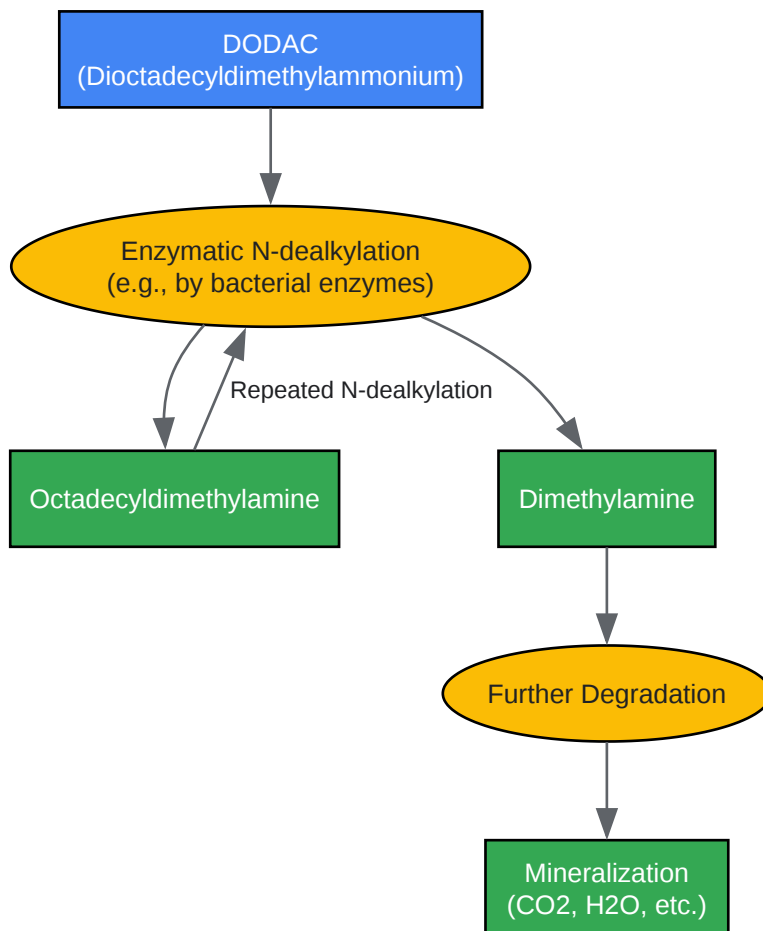 DODAC
(Dioctadecyldimethylammonium)
Enzymatic N-dealkylation
(e.g., by bacterial enzymes)
Repeated N-dealkylation
Octadecyldimethylamine
Dimethylamine
Further Degradation
Mineralization
(CO2, H2O, etc.)